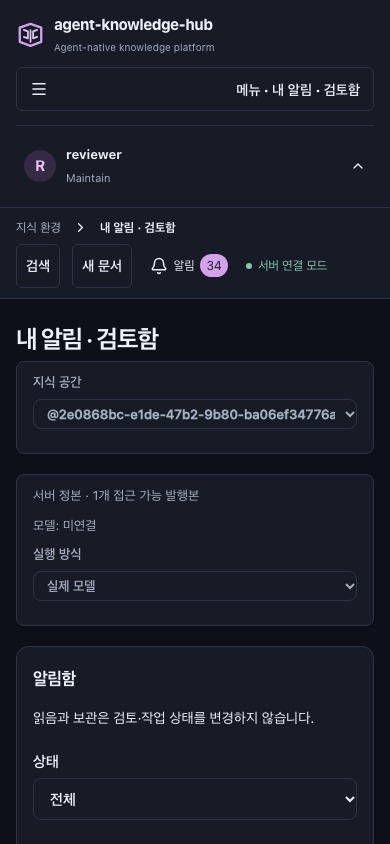 agent-knowledge-hub
Agent-native knowledge platform
메뉴 · 내 알림 · 검토함
R
reviewer
Maintain
지식 환경 > 내 알림 · 검토함
검색
새 문서
알림 34
서버 연결 모드
내 알림 · 검토함
지식 공간
@2e0868bc-e1de-47b2-9b80-ba06ef34776a
서버 정본 · 1개 접근 가능 발행본
모델: 미연결
실행 방식
실제 모델
알림함
읽음과 보관은 검토·작업 상태를 변경하지 않습니다.
상태
전체